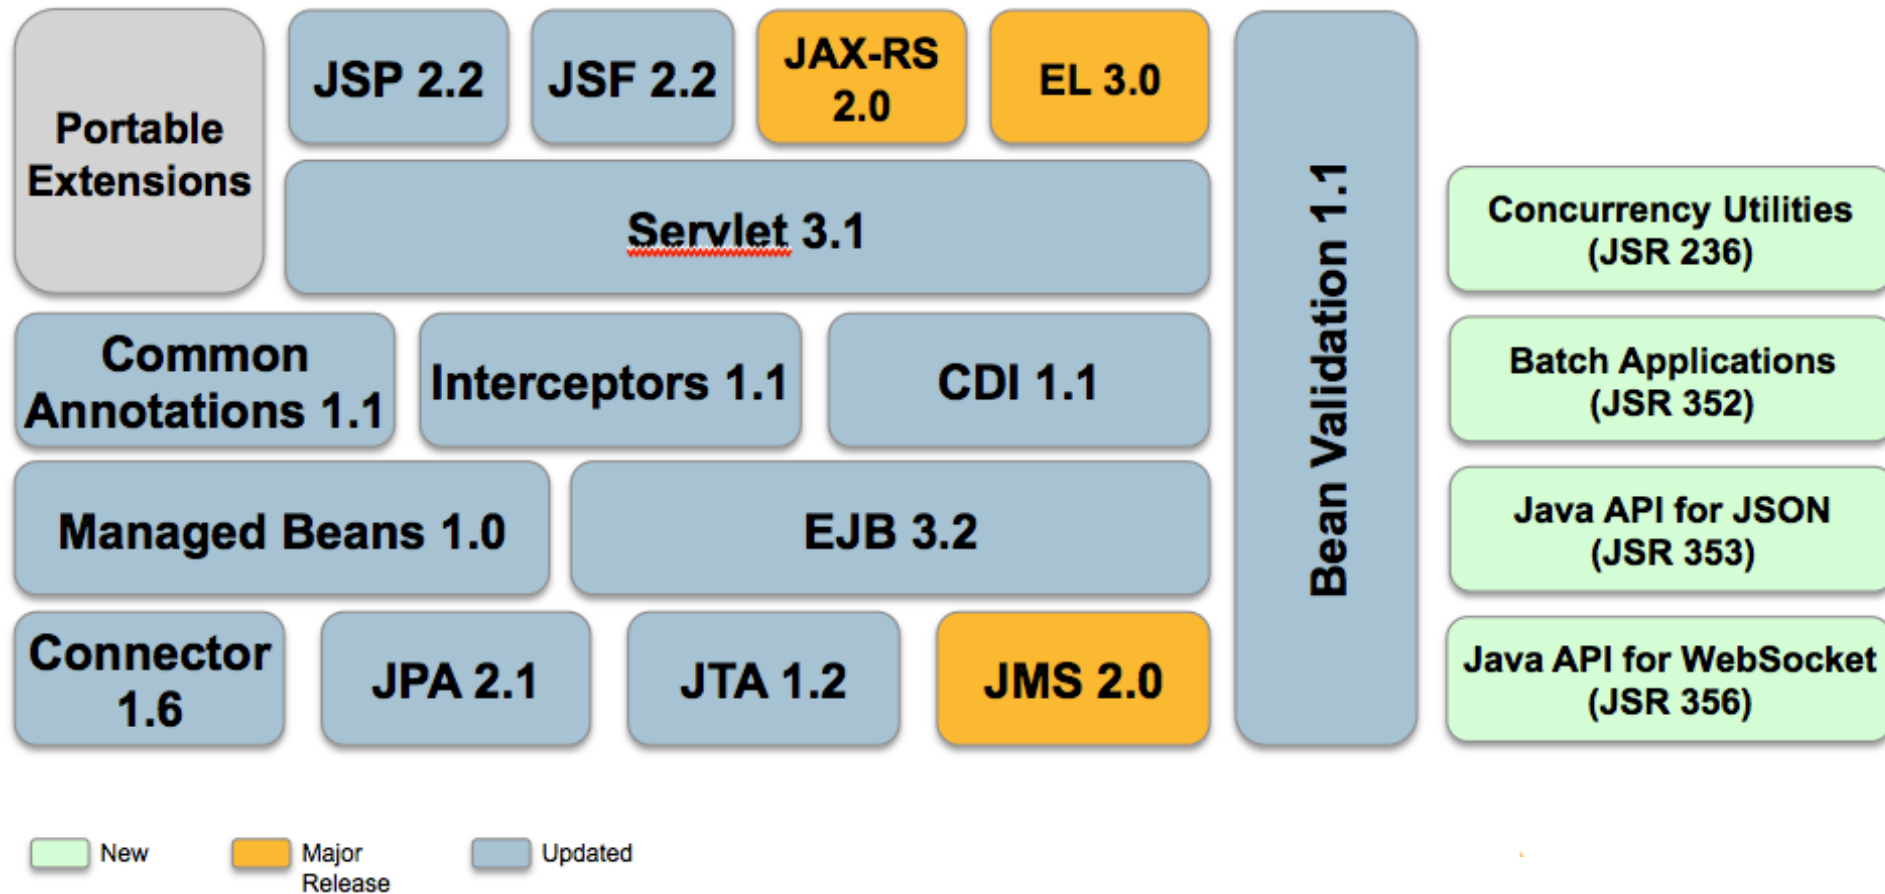 Portable
Extensions
JSP 2.2
JSF 2.2
JAX-RS
2.0
EL 3.0
Servlet 3.1
Common
Annotations 1.1
Interceptors 1.1
CDI 1.1
Managed Beans 1.0
EJB 3.2
Connector
1.6
JPA 2.1
JTA 1.2
JMS 2.0
Bean Validation 1.1
Concurrency Utilities
(JSR 236)
Batch Applications
(JSR 352)
Java API for JSON
(JSR 353)
Java API for WebSocket
(JSR 356)
New
Major
Release
Updated